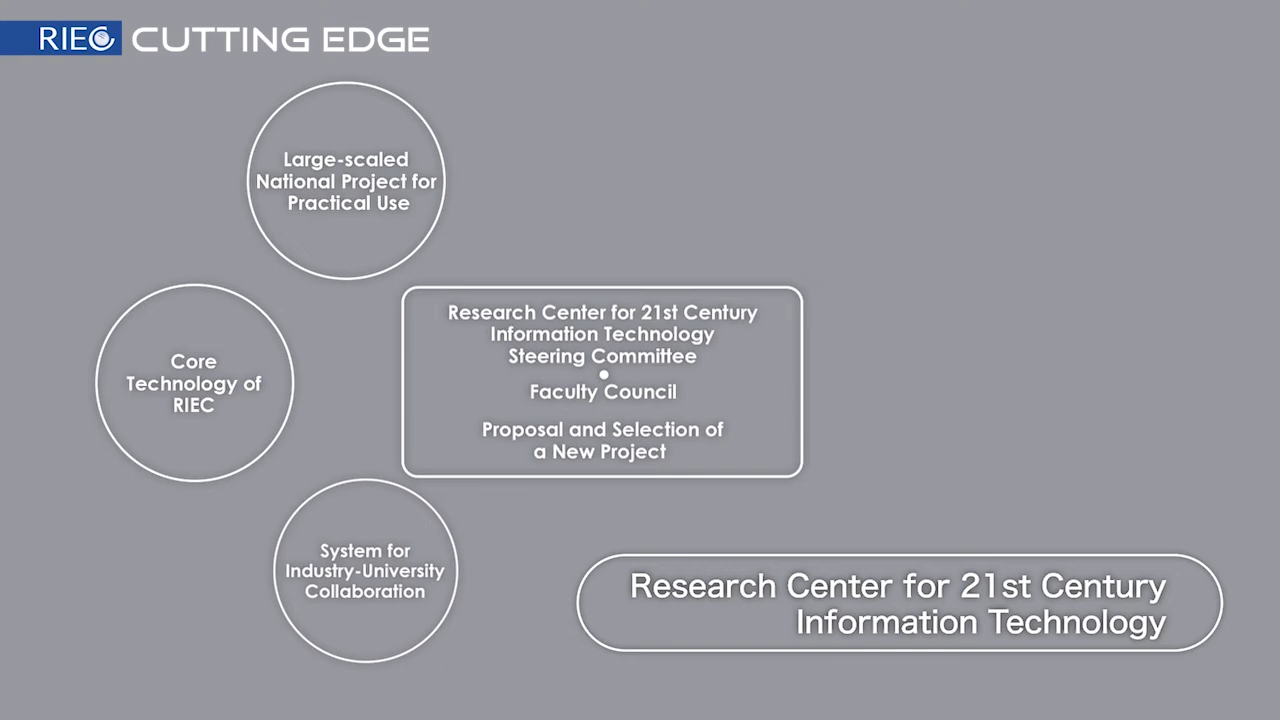 RIEC CUTTING EDGE
Large-scaled
National Project for
Practical Use
Core
Technology of
RIEC
Research Center for 21st Century
Information Technology
Steering Committee
•
Faculty Council
Proposal and Selection of
a New Project
System for
Industry-University
Collaboration
Research Center for 21st Century
Information Technology